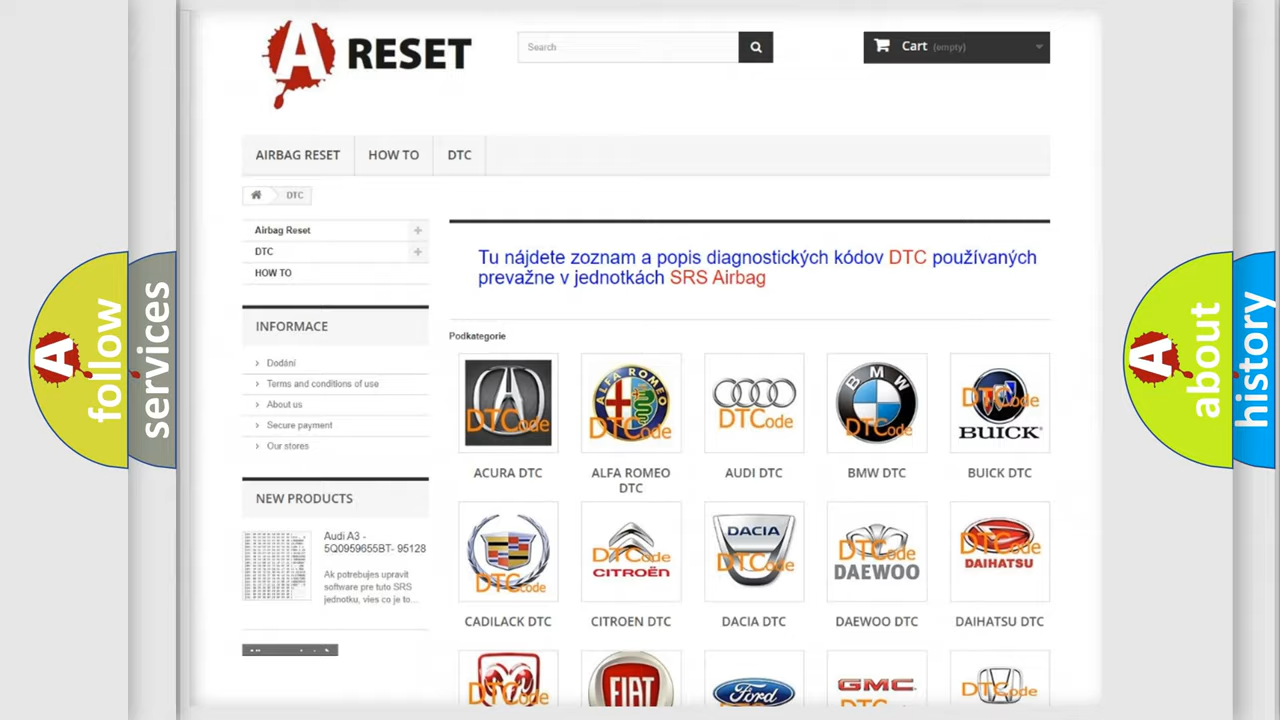 A RESET
Search
Cart (empty)
AIRBAG RESET
HOW TO
DTC
DTC
Airbag Reset
DTC
HOW TO
INFORMACE
Dodání
Terms and conditions of use
About us
Secure payment
Our stores
NEW PRODUCTS
Audi A3 -
5Q0959655BT- 95128
Ak potrebujes upravit
software pre tuto SRS
jednotku, vies co je to...
Tu nájdete zoznam a popis diagnostických kódov DTC používaných
prevažne v jednotkách SRS Airbag
Podkategorie
DTCode
ALFA ROMEO
DTCode
DTCode
BMW
DTCode
DTCode
BUICK
ACURA DTC
ALFA ROMEO
DTC
AUDI DTC
BMW DTC
BUICK DTC
DTCode
DTCode
CITROËN
DACIA
DTCode
DTCode
DAEWOO
DTCode
DAIHATSU
CADILACK DTC
CITROEN DTC
DACIA DTC
DAEWOO DTC
DAIHATSU DTC
DTCode
FIAT
Ford
GMC
DTCode
A follow
services
A about
history